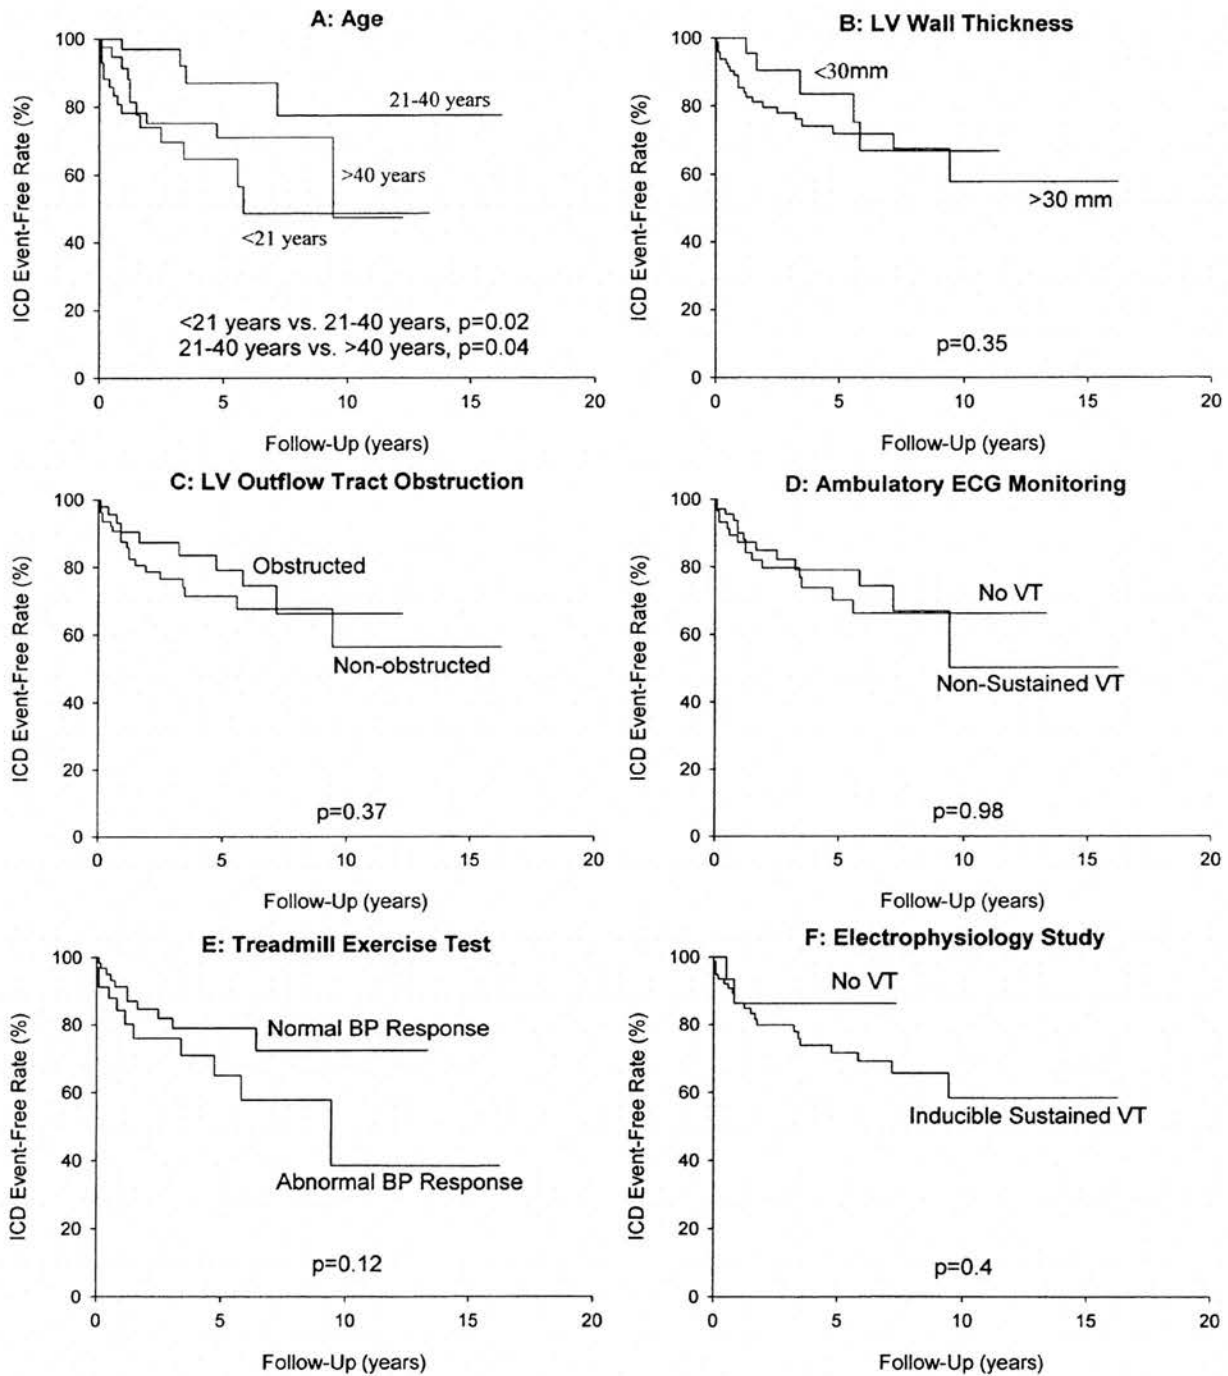 A: Age
ICD Event-Free Rate (%)
100
80
60
40
20
0
21-40 years
>40 years
<21 years
<21 years vs. 21-40 years, p=0.02
21-40 years vs. >40 years, p=0.04
0 5 10 15 20
Follow-Up (years)
B: LV Wall Thickness
ICD Event-Free Rate (%)
100
80
60
40
20
0
<30mm
>30 mm
p=0.35
0 5 10 15 20
Follow-Up (years)
C: LV Outflow Tract Obstruction
ICD Event-Free Rate (%)
100
80
60
40
20
0
Obstructed
Non-obstructed
p=0.37
0 5 10 15 20
Follow-Up (years)
D: Ambulatory ECG Monitoring
ICD Event-Free Rate (%)
100
80
60
40
20
0
No VT
Non-Sustained VT
p=0.98
0 5 10 15 20
Follow-Up (years)
E: Treadmill Exercise Test
ICD Event-Free Rate (%)
100
80
60
40
20
0
Normal BP Response
Abnormal BP Response
p=0.12
0 5 10 15 20
Follow-Up (years)
F: Electrophysiology Study
ICD Event-Free Rate (%)
100
80
60
40
20
0
No VT
Inducible Sustained VT
p=0.4
0 5 10 15 20
Follow-Up (years)